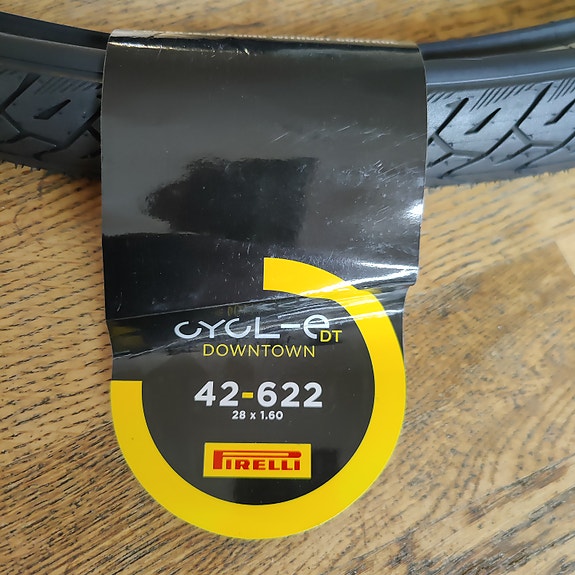 CYCL-e DT
DOWNTOWN
42-622
28 x 1.60
PIRELLI